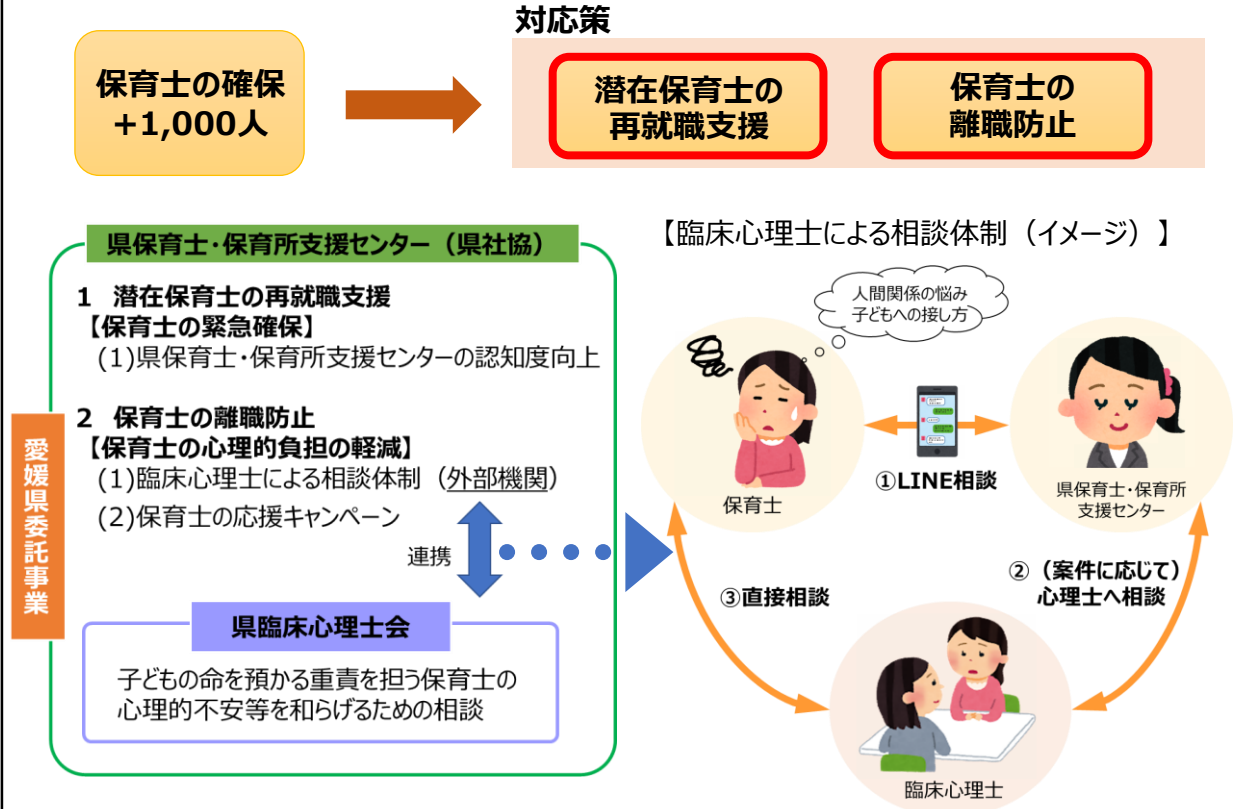 対応策
保育士の確保
+1,000人
潜在保育士の
再就職支援
保育士の
離職防止
県保育士・保育所支援センター（県社協）
1 潜在保育士の再就職支援
【保育士の緊急確保】
(1)県保育士・保育所支援センターの認知度向上
2 保育士の離職防止
【保育士の心理的負担の軽減】
(1)臨床心理士による相談体制（外部機関）
(2)保育士の応援キャンペーン
連携
愛媛県委託事業
県臨床心理士会
子どもの命を預かる重責を担う保育士の
心理的不安等を和らげるための相談
【臨床心理士による相談体制（イメージ）】
人間関係の悩み
子どもへの接し方
保育士
①LINE相談
県保育士・保育所
支援センター
②（案件に応じて）
心理士へ相談
③直接相談
臨床心理士